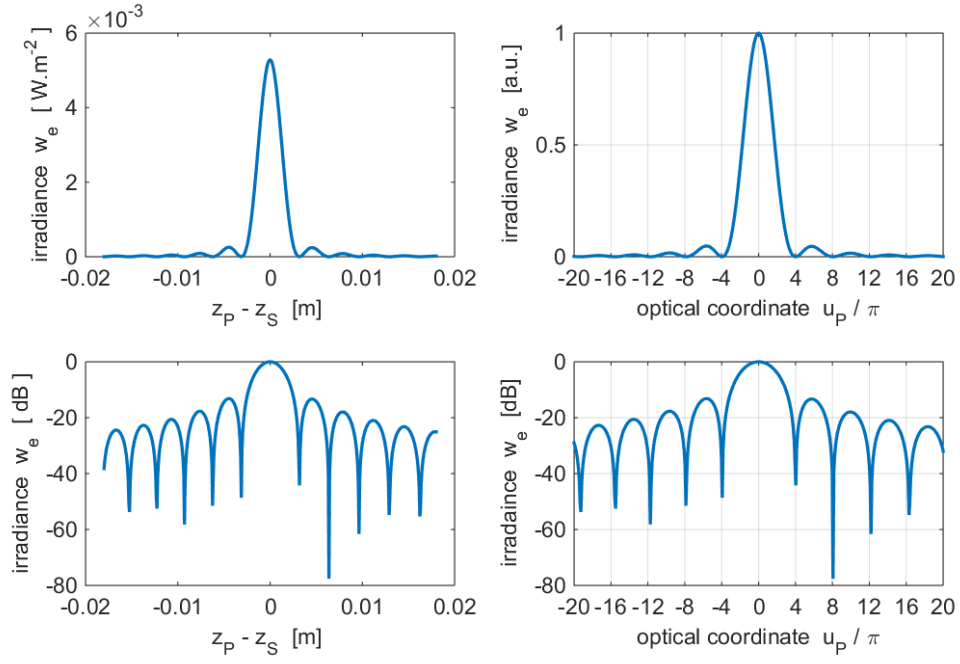 ×10⁻³
6
4
2
0
irradiance w_e [ W.m⁻² ]
-0.02 -0.01 0 0.01 0.02
z_P - z_S [m]
1
0.5
0
irradiance w_e [a.u.]
-20 -16 -12 -8 -4 0 4 8 12 16 20
optical coordinate u_P / π
0
-20
-40
-60
-80
irradiance w_e [ dB ]
-0.02 -0.01 0 0.01 0.02
z_P - z_S [m]
0
-20
-40
-60
-80
irradaince w_e [dB]
-20 -16 -12 -8 -4 0 4 8 12 16 20
optical coordinate u_P / π